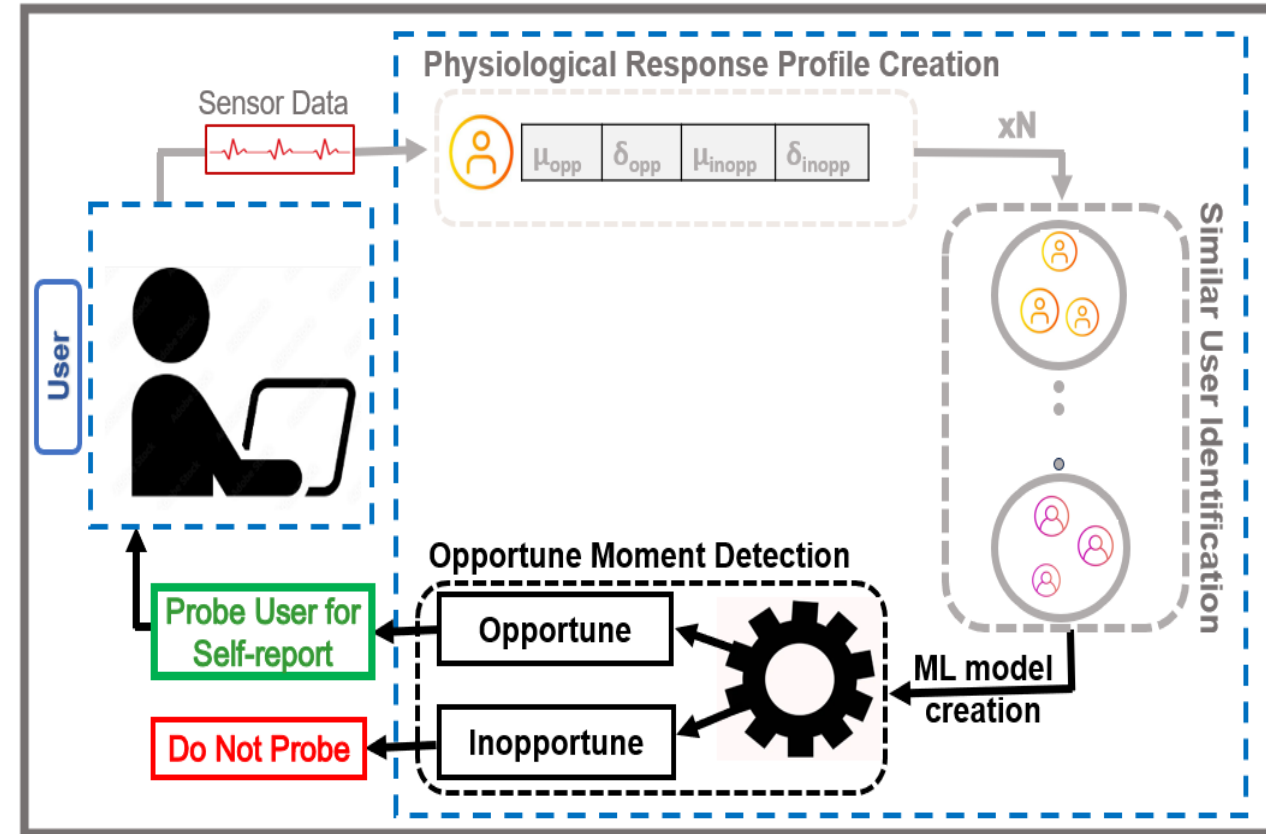 Physiological Response Profile Creation
Sensor Data
μopp δopp μinopp δinopp
xN
Similar User Identification
User
Opportune Moment Detection
Probe User for
Self-report
Opportune
ML model
creation
Do Not Probe
Inopportune